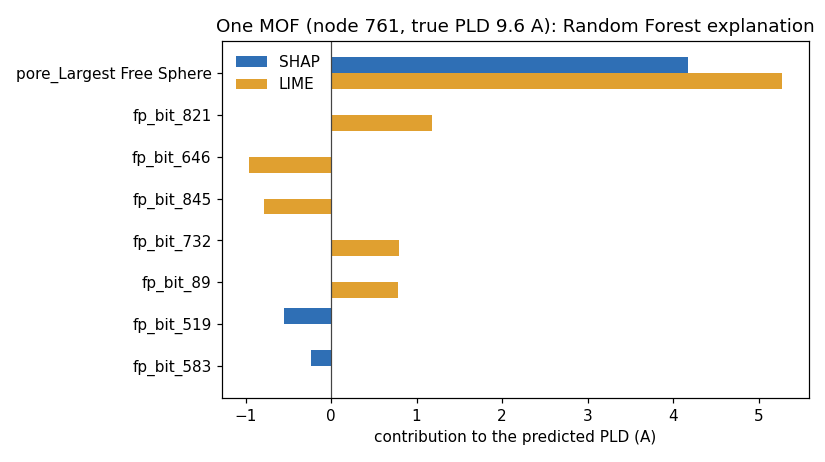 One MOF (node 761, true PLD 9.6 A): Random Forest explanation
SHAP
LIME
pore_Largest Free Sphere
fp_bit_821
fp_bit_646
fp_bit_845
fp_bit_732
fp_bit_89
fp_bit_519
fp_bit_583
−1 0 1 2 3 4 5
contribution to the predicted PLD (A)